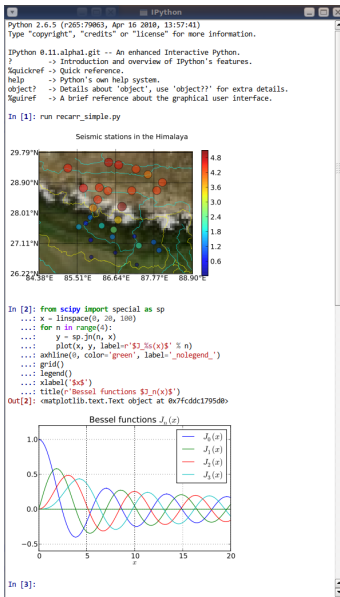 IPython
Python 2.6.5 (r265:79063, Apr 16 2010, 13:57:41)
Type "copyright", "credits" or "license" for more information.
IPython 0.11.alpha1.git -- An enhanced Interactive Python.
? -> Introduction and overview of IPython's features.
%quickref -> Quick reference.
help -> Python's own help system.
object? -> Details about 'object', use 'object??' for extra details.
%guiref -> A brief reference about the graphical user interface.
In [1]: run recarr_simple.py
Seismic stations in the Himalaya
29.79°N
28.90°N
28.01°N
27.11°N
26.22°N
84.38°E 85.51°E 86.64°E 87.77°E 88.90°E
4.8
4.2
3.6
3.0
2.4
1.8
1.2
0.6
In [2]: from scipy import special as sp
...: x = linspace(0, 20, 100)
...: for n in range(4):
...: y = sp.jn(n, x)
...: plot(x, y, label=r'$J_%s(x)$' % n)
...: axhline(0, color='green', label='_nolegend_')
...: grid()
...: legend()
...: xlabel('$x$')
...: title(r'Bessel functions $J_n(x)$')
Out[2]: <matplotlib.text.Text object at 0x7fcddc1795d0>
Bessel functions Jn(x)
1.0
0.5
0.0
−0.5
J0(x)
J1(x)
J2(x)
J3(x)
0 5 10 15 20
x
In [3]: